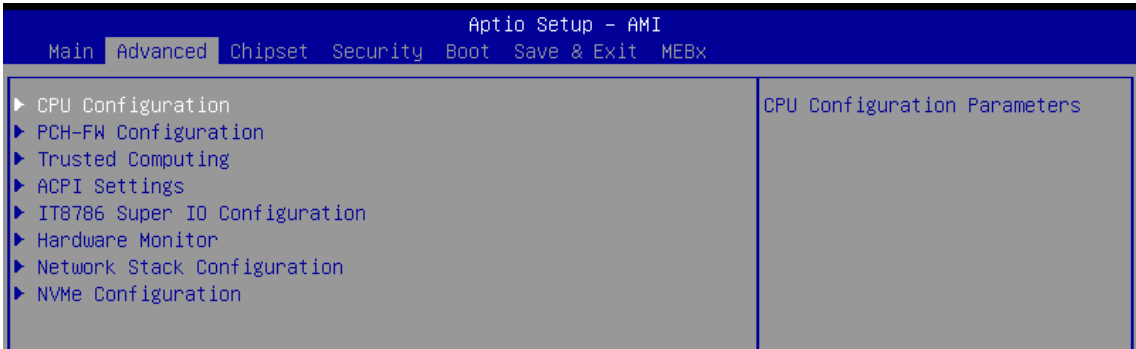 Aptio Setup – AMI
Main Advanced Chipset Security Boot Save & Exit MEBx
CPU Configuration
PCH-FW Configuration
Trusted Computing
ACPI Settings
IT8786 Super IO Configuration
Hardware Monitor
Network Stack Configuration
NVMe Configuration
CPU Configuration Parameters